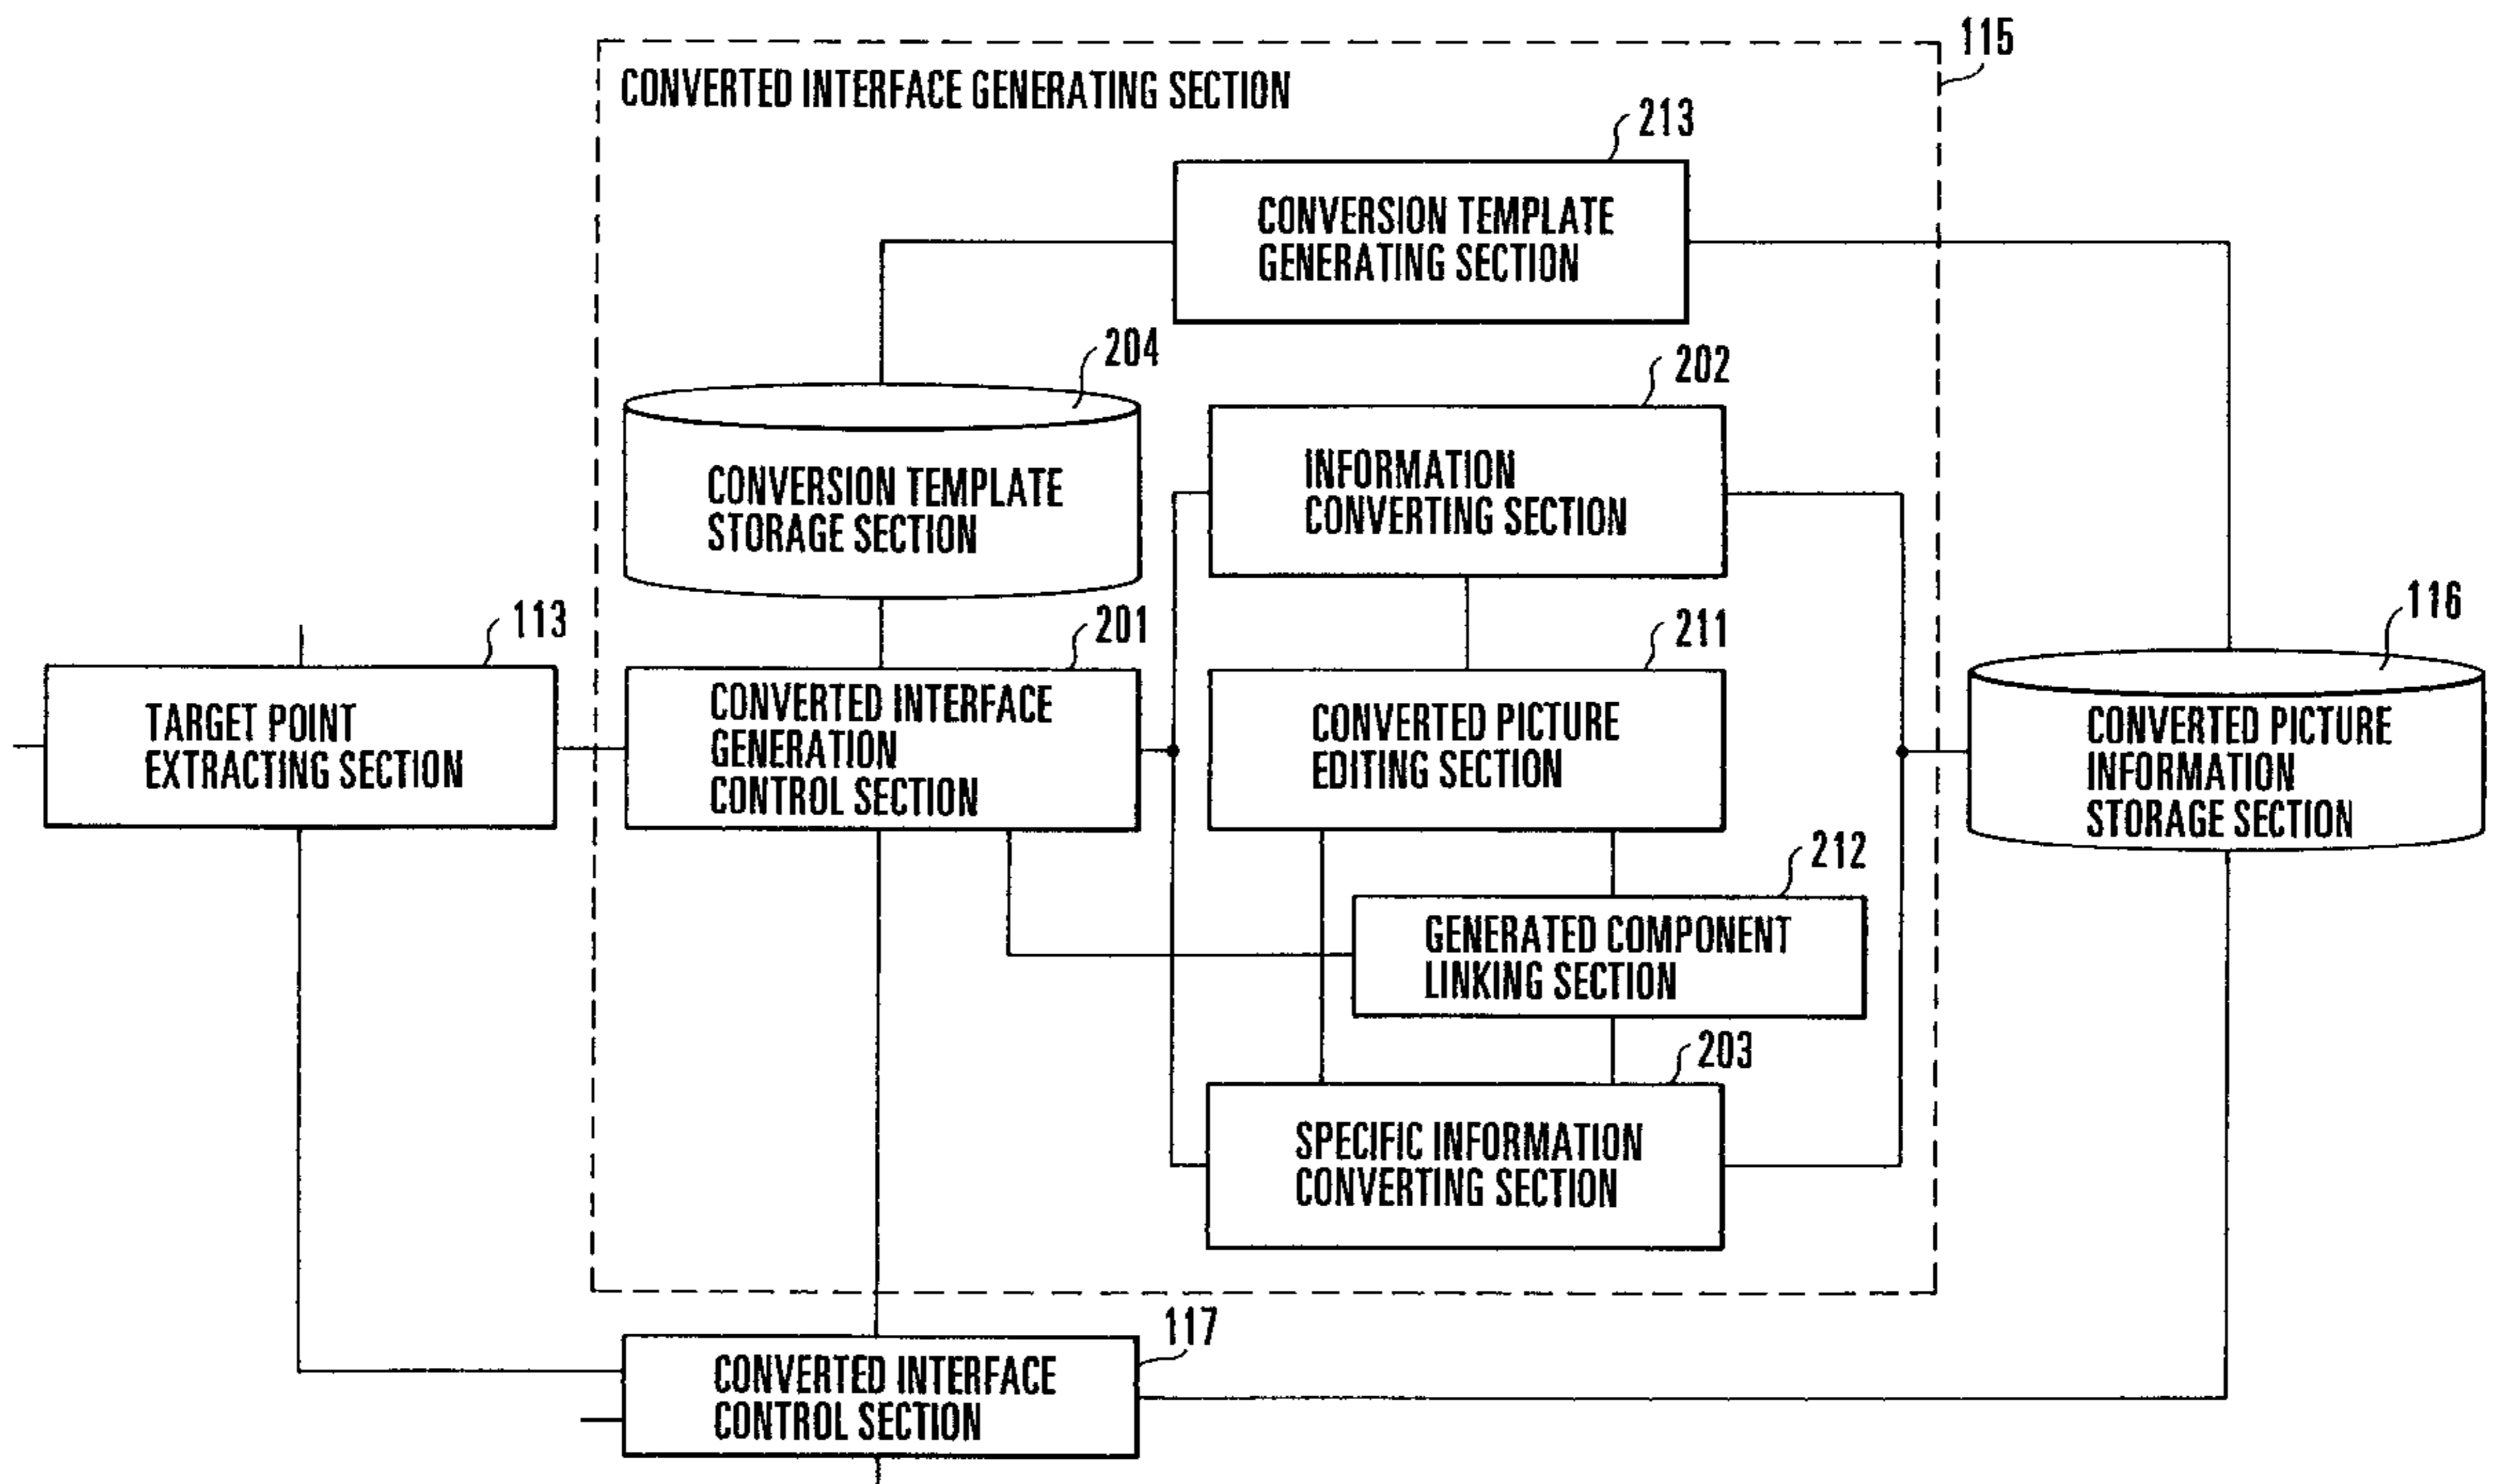 115
CONVERTED INTERFACE GENERATING SECTION
213
CONVERSION TEMPLATE
GENERATING SECTION
204
CONVERSION TEMPLATE
STORAGE SECTION
202
INFORMATION
CONVERTING SECTION
113
TARGET POINT
EXTRACTING SECTION
201
CONVERTED INTERFACE
GENERATION
CONTROL SECTION
211
CONVERTED PICTURE
EDITING SECTION
116
CONVERTED PICTURE
INFORMATION
STORAGE SECTION
212
GENERATED COMPONENT
LINKING SECTION
203
SPECIFIC INFORMATION
CONVERTING SECTION
117
CONVERTED INTERFACE
CONTROL SECTION